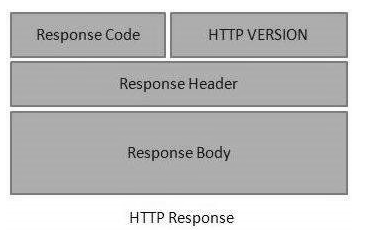 Response Code
HTTP VERSION
Response Header
Response Body
HTTP Response